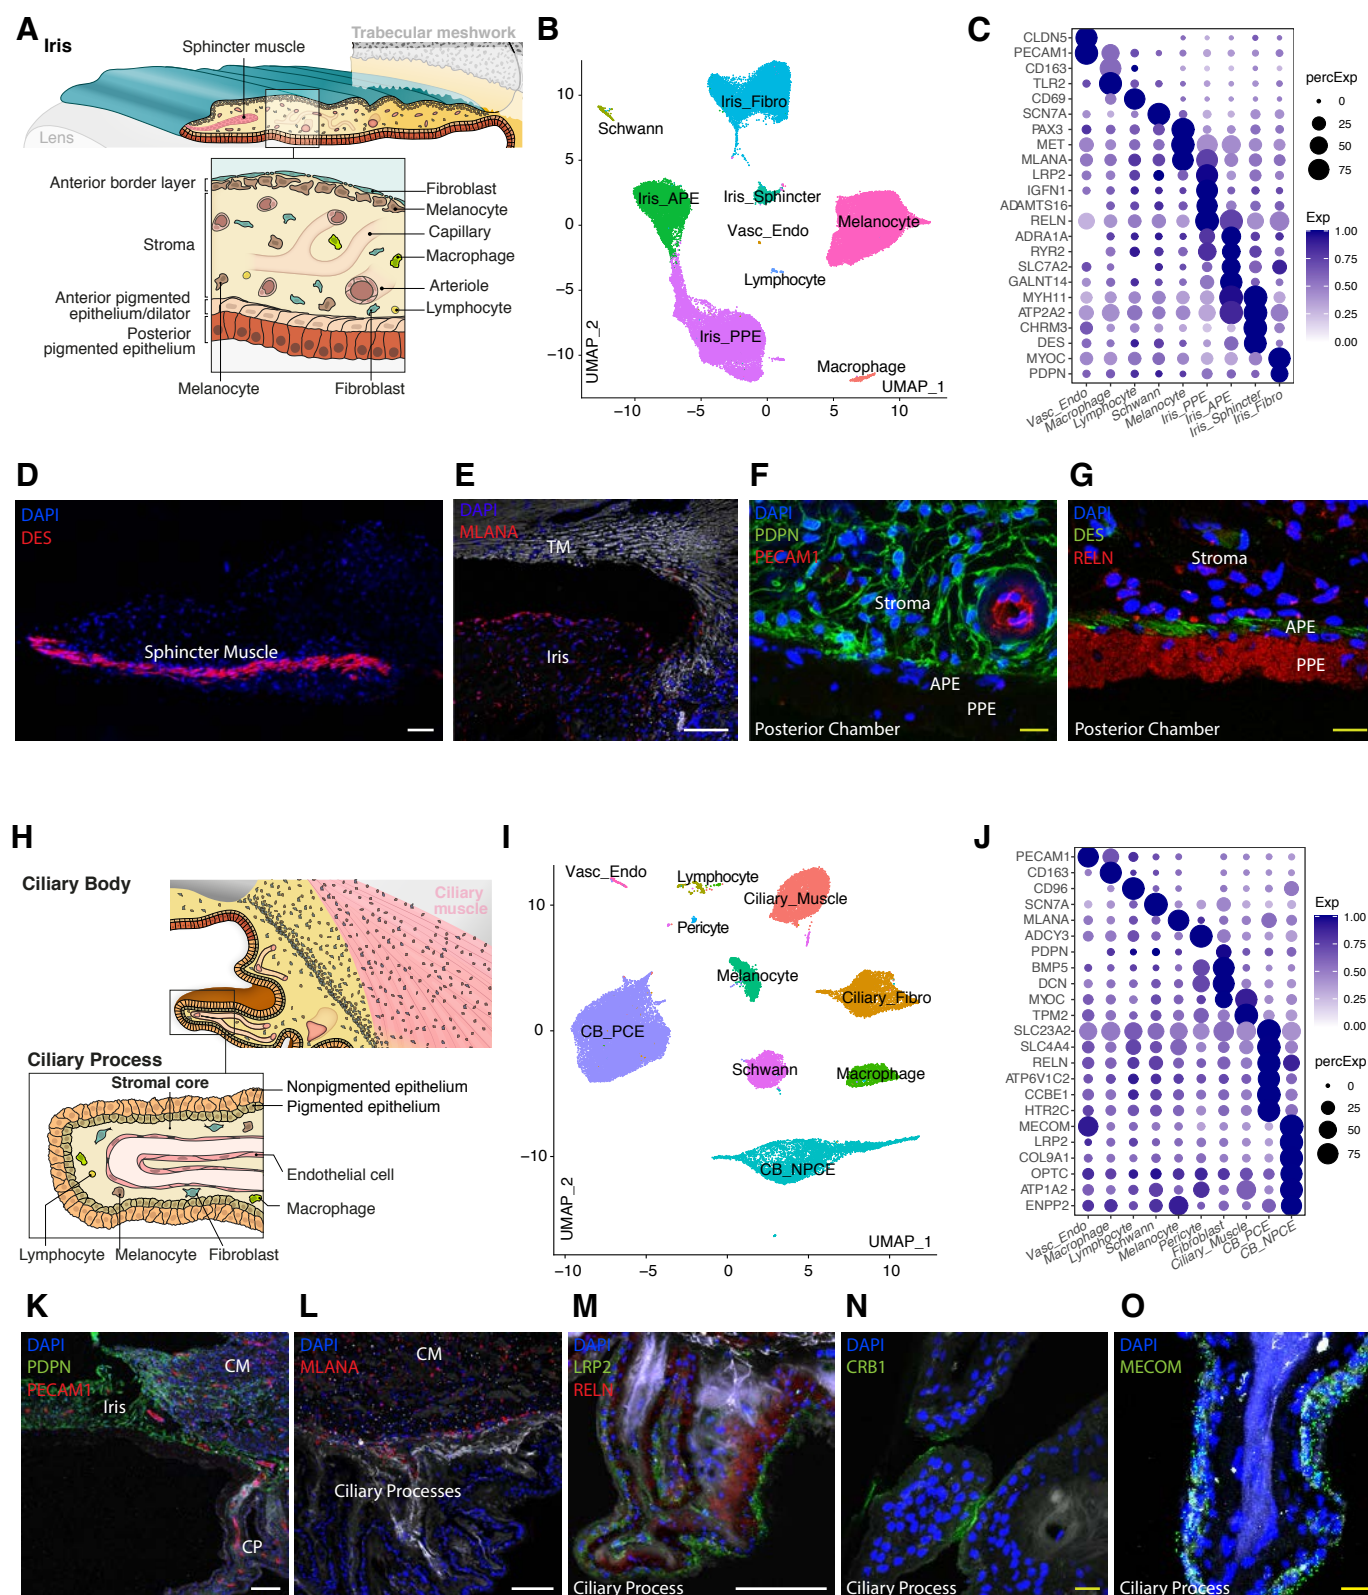 A
Iris
Sphincter muscle
Trabecular meshwork
Lens
Anterior border layer
Stroma
Anterior pigmented
epithelium/dilator
Posterior
pigmented epithelium
Fibroblast
Melanocyte
Capillary
Macrophage
Arteriole
Lymphocyte
Melanocyte
Fibroblast
B
10
5
0
−5
−10
UMAP_2
Schwann
Iris_Fibro
Iris_APE
Iris_Sphincter
Vasc_Endo
Melanocyte
Lymphocyte
Iris_PPE
Macrophage
UMAP_1
−10
−5
0
5
10
C
CLDN5
PECAM1
CD163
TLR2
CD69
SCN7A
PAX3
MET
MLANA
LRP2
IGFN1
ADAMTS16
RELN
ADRA1A
RYR2
SLC7A2
GALNT14
MYH11
ATP2A2
CHRM3
DES
MYOC
PDPN
Vasc_Endo
Macrophage
Lymphocyte
Schwann
Melanocyte
Iris_PPE
Iris_APE
Iris_Sphincter
Iris_Fibro
percExp
0
25
50
75
Exp
1.00
0.75
0.50
0.25
0.00
D
DAPI
DES
Sphincter Muscle
E
DAPI
MLANA
TM
Iris
F
DAPI
PDPN
PECAM1
Stroma
APE
PPE
Posterior Chamber
G
DAPI
DES
RELN
Stroma
APE
PPE
Posterior Chamber
H
Ciliary Body
Ciliary
muscle
Ciliary Process
Stromal core
Nonpigmented epithelium
Pigmented epithelium
Endothelial cell
Macrophage
Lymphocyte
Melanocyte
Fibroblast
I
10
0
−10
UMAP_2
Vasc_Endo
Lymphocyte
Ciliary_Muscle
Pericyte
Melanocyte
Ciliary_Fibro
CB_PCE
Schwann
Macrophage
CB_NPCE
UMAP_1
−10
−5
0
5
10
J
PECAM1
CD163
CD96
SCN7A
MLANA
ADCY3
PDPN
BMP5
DCN
MYOC
TPM2
SLC23A2
SLC4A4
RELN
ATP6V1C2
CCBE1
HTR2C
MECOM
LRP2
COL9A1
OPTC
ATP1A2
ENPP2
Vasc_Endo
Macrophage
Lymphocyte
Schwann
Melanocyte
Pericyte
Fibroblast
Ciliary_Muscle
CB_PCE
CB_NPCE
Exp
1.00
0.75
0.50
0.25
0.00
percExp
0
25
50
75
K
DAPI
PDPN
PECAM1
CM
Iris
CP
L
DAPI
MLANA
CM
Ciliary Processes
M
DAPI
LRP2
RELN
Ciliary Process
N
DAPI
CRB1
Ciliary Process
O
DAPI
MECOM
Ciliary Process